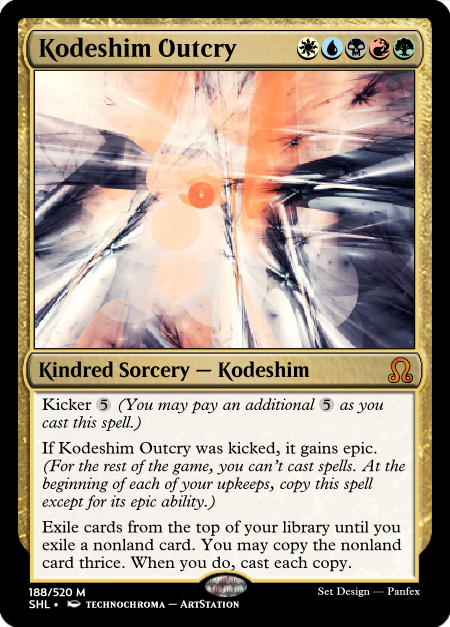 Kodeshim Outcry
Kindred Sorcery — Kodeshim
Kicker 5 (You may pay an additional 5 as you
cast this spell.)
If Kodeshim Outcry was kicked, it gains epic.
(For the rest of the game, you can't cast spells. At the
beginning of each of your upkeeps, copy this spell
except for its epic ability.)
Exile cards from the top of your library until you
exile a nonland card. You may copy the nonland
card thrice. When you do, cast each copy.
188/520 M
Set Design — Panfex
SHL • TECHNOCHROMA — ARTSTATION